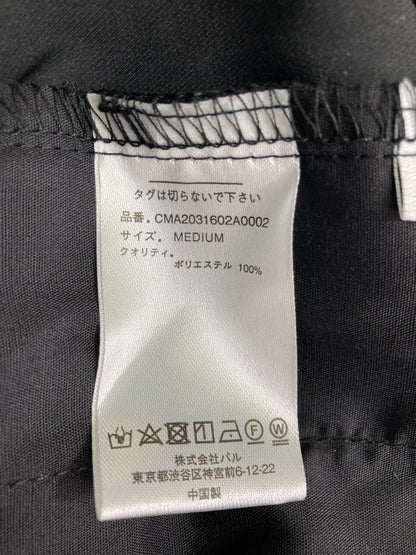 タグは切らないで下さい
品番。CMA2031602A0002
サイズ。MEDIUM
クオリティ。
ポリエステル 100%
F W
株式会社パル
東京都渋谷区神宮前6-12-22
中国製